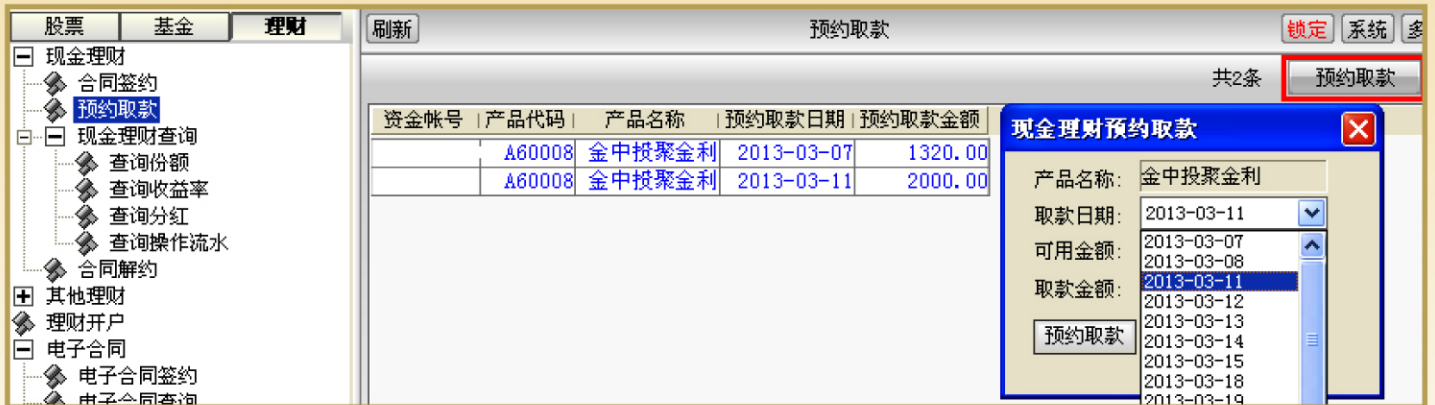 股票 基金 理财
刷新 预约取款 锁定 系统
现金理财
合同签约
预约取款
现金理财查询
查询份额
查询收益率
查询分红
查询操作流水
合同解约
其他理财
理财开户
电子合同
电子合同签约
电子合同查询
共2条 预约取款
资金帐号 产品代码 产品名称 预约取款日期 预约取款金额
A60008 金中投聚金利 2013-03-07 1320.00
A60008 金中投聚金利 2013-03-11 2000.00
现金理财预约取款
产品名称: 金中投聚金利
取款日期: 2013-03-11
可用金额:
取款金额:
预约取款
2013-03-07
2013-03-08
2013-03-11
2013-03-12
2013-03-13
2013-03-14
2013-03-15
2013-03-18
2013-03-19